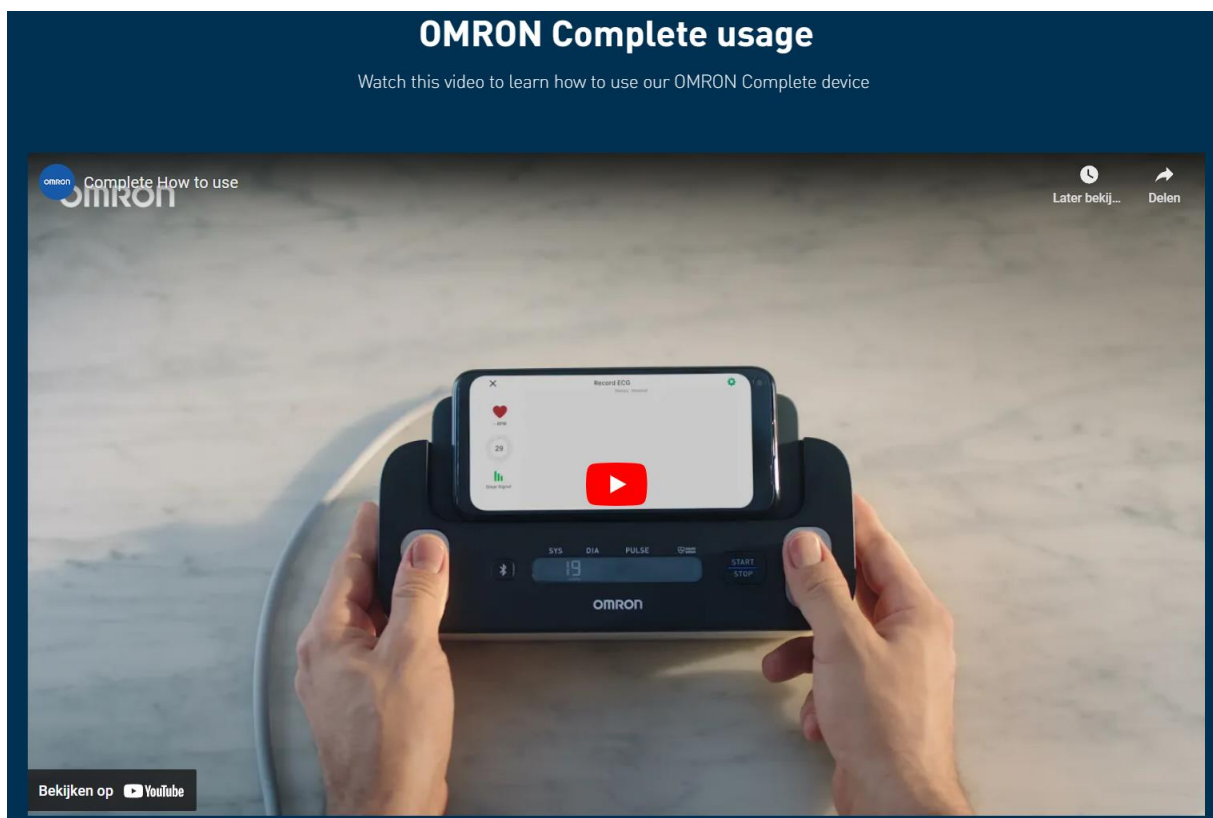 OMRON Complete usage
Watch this video to learn how to use our OMRON Complete device
OMRON
Complete How to use
OMRON
Later bekij...
Delen
Record ECG
29
SYS DIA PULSE
19
START
STOP
OMRON
Bekijken op YouTube